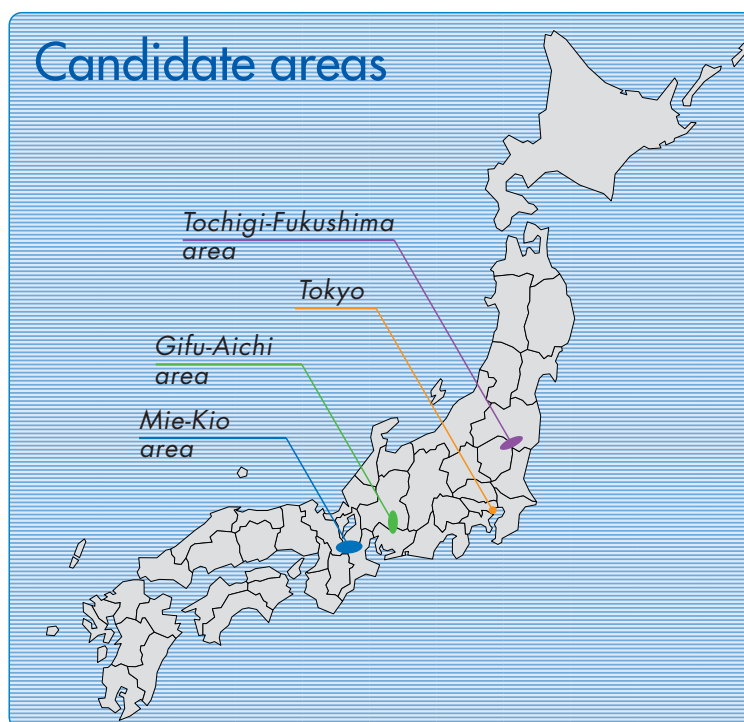 Candidate areas
Tochigi-Fukushima
area
Tokyo
Gifu-Aichi
area
Mie-Kio
area